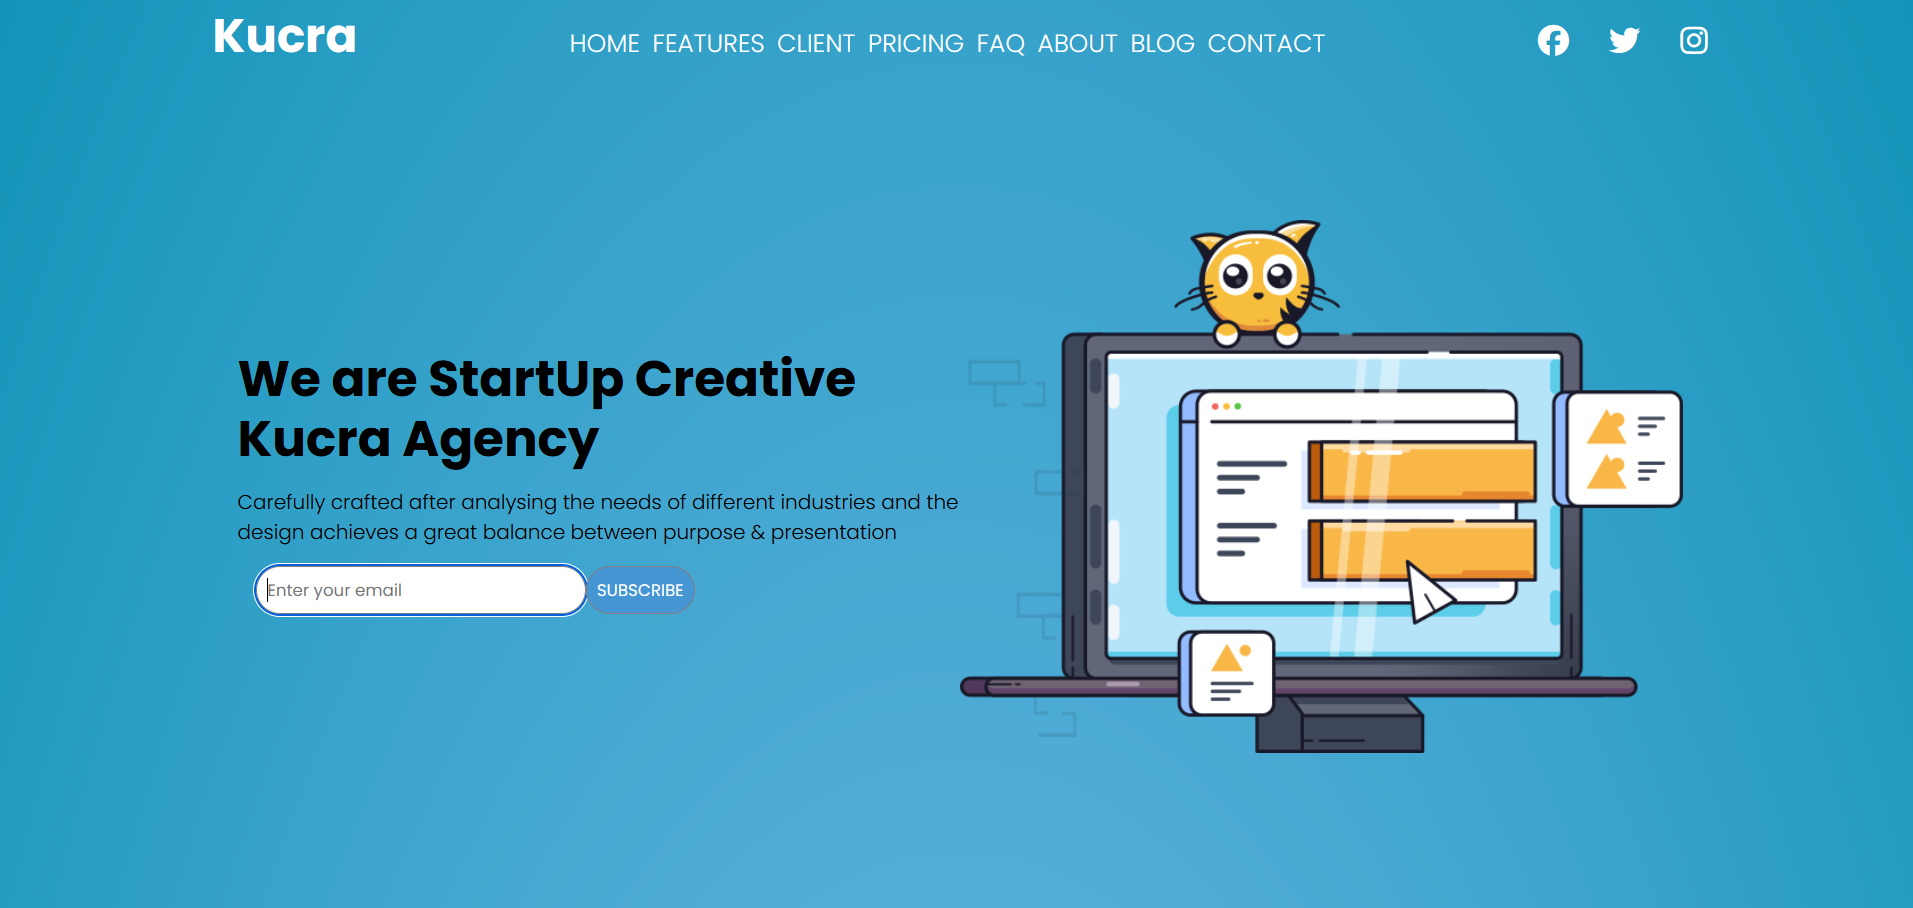 Kucra
HOME FEATURES CLIENT PRICING FAQ ABOUT BLOG CONTACT
We are StartUp Creative
Kucra Agency
Carefully crafted after analysing the needs of different industries and the
design achieves a great balance between purpose & presentation
Enter your email
SUBSCRIBE